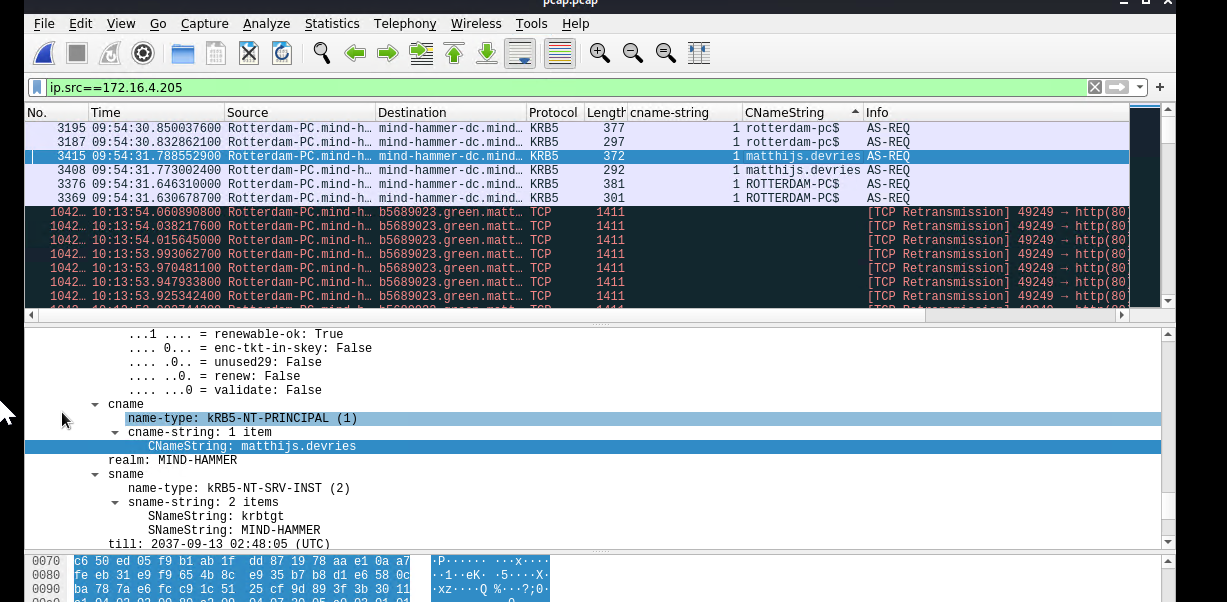 pcap.pcap
File Edit View Go Capture Analyze Statistics Telephony Wireless Tools Help
ip.src==172.16.4.205
No. Time Source Destination Protocol Length cname-string CNameString Info
3195 09:54:30.850037600 Rotterdam-PC.mind-h… mind-hammer-dc.mind… KRB5 377 1 rotterdam-pc$ AS-REQ
3187 09:54:30.832862100 Rotterdam-PC.mind-h… mind-hammer-dc.mind… KRB5 297 1 rotterdam-pc$ AS-REQ
3415 09:54:31.788552900 Rotterdam-PC.mind-h… mind-hammer-dc.mind… KRB5 372 1 matthijs.devries AS-REQ
3408 09:54:31.773002400 Rotterdam-PC.mind-h… mind-hammer-dc.mind… KRB5 292 1 matthijs.devries AS-REQ
3376 09:54:31.646310000 Rotterdam-PC.mind-h… mind-hammer-dc.mind… KRB5 381 1 ROTTERDAM-PC$ AS-REQ
3369 09:54:31.630678700 Rotterdam-PC.mind-h… mind-hammer-dc.mind… KRB5 301 1 ROTTERDAM-PC$ AS-REQ
1042… 10:13:54.060890800 Rotterdam-PC.mind-h… b5689023.green.matt… TCP 1411 [TCP Retransmission] 49249 → http(80)
1042… 10:13:54.038217600 Rotterdam-PC.mind-h… b5689023.green.matt… TCP 1411 [TCP Retransmission] 49249 → http(80)
1042… 10:13:54.015645000 Rotterdam-PC.mind-h… b5689023.green.matt… TCP 1411 [TCP Retransmission] 49249 → http(80)
1042… 10:13:53.993062700 Rotterdam-PC.mind-h… b5689023.green.matt… TCP 1411 [TCP Retransmission] 49249 → http(80)
1042… 10:13:53.970481100 Rotterdam-PC.mind-h… b5689023.green.matt… TCP 1411 [TCP Retransmission] 49249 → http(80)
1042… 10:13:53.947933800 Rotterdam-PC.mind-h… b5689023.green.matt… TCP 1411 [TCP Retransmission] 49249 → http(80)
1042… 10:13:53.925342400 Rotterdam-PC.mind-h… b5689023.green.matt… TCP 1411 [TCP Retransmission] 49249 → http(80)
...1 .... = renewable-ok: True
.... 0... = enc-tkt-in-skey: False
.... .0.. = unused29: False
.... ..0. = renew: False
.... ...0 = validate: False
cname
name-type: kRB5-NT-PRINCIPAL (1)
cname-string: 1 item
CNameString: matthijs.devries
realm: MIND-HAMMER
sname
name-type: kRB5-NT-SRV-INST (2)
sname-string: 2 items
SNameString: krbtgt
SNameString: MIND-HAMMER
till: 2037-09-13 02:48:05 (UTC)
0070 c6 50 ed 05 f9 b1 ab 1f dd 87 19 78 aa e1 0a a7 ·P······ ···x····
0080 fe eb 31 e9 f9 65 4b 8c e9 35 b7 b8 d1 e6 58 0c ··1··eK· ·5····X·
0090 ba 78 7a e6 fc c9 1c 51 25 cf 9d 89 3f 3b 30 11 ·xz····Q %···?;0·